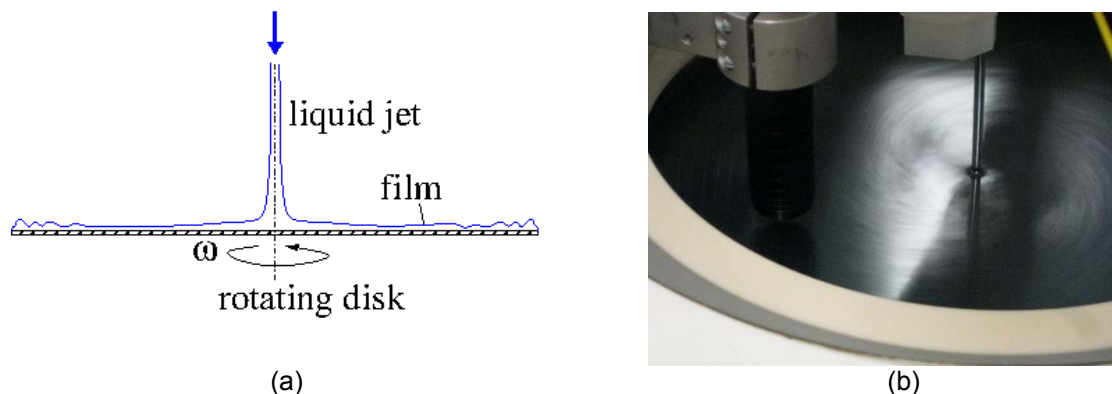 liquid jet
film
ω
rotating disk
(a)
(b)